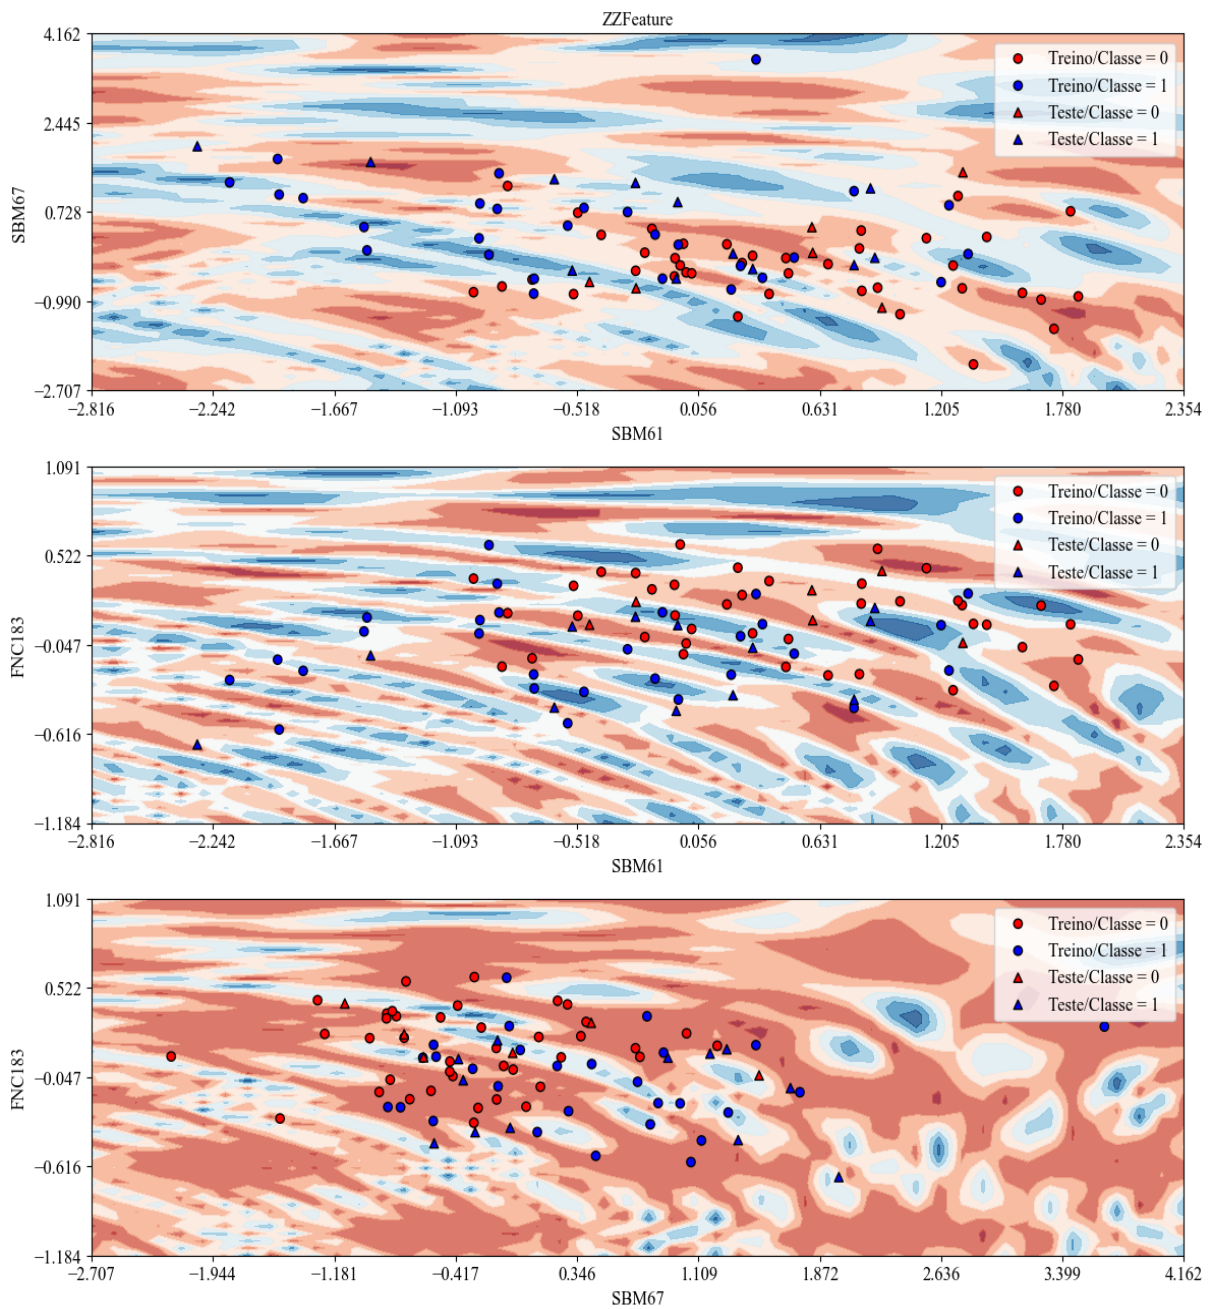 ZZFeature
4.162
2.445
0.728
−0.990
−2.707
SBM67
Treino/Classe = 0
Treino/Classe = 1
Teste/Classe = 0
Teste/Classe = 1
−2.816 −2.242 −1.667 −1.093 −0.518 0.056 0.631 1.205 1.780 2.354
SBM61
1.091
0.522
−0.047
−0.616
−1.184
FNC183
Treino/Classe = 0
Treino/Classe = 1
Teste/Classe = 0
Teste/Classe = 1
−2.816 −2.242 −1.667 −1.093 −0.518 0.056 0.631 1.205 1.780 2.354
SBM61
1.091
0.522
−0.047
−0.616
−1.184
FNC183
Treino/Classe = 0
Treino/Classe = 1
Teste/Classe = 0
Teste/Classe = 1
−2.707 −1.944 −1.181 −0.417 0.346 1.109 1.872 2.636 3.399 4.162
SBM67